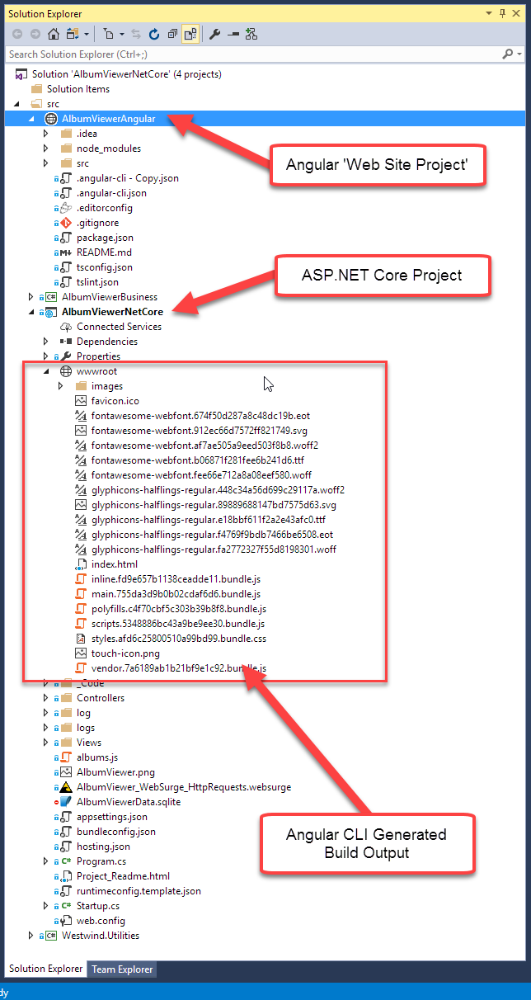 Solution Explorer
Search Solution Explorer (Ctrl+;)
Solution 'AlbumViewerNetCore' (4 projects)
Solution Items
src
AlbumViewerAngular
.idea
node_modules
src
Angular 'Web Site Project'
.angular-cli - Copy.json
.angular-cli.json
.editorconfig
.gitignore
package.json
README.md
tsconfig.json
tslint.json
ASP.NET Core Project
AlbumViewerBusiness
AlbumViewerNetCore
Connected Services
Dependencies
Properties
wwwroot
images
favicon.ico
fontawesome-webfont.674f50d287a8c48dc19b.eot
fontawesome-webfont.912ec66d7572ff821749.svg
fontawesome-webfont.af7ae505a9eed503f8b8.woff2
fontawesome-webfont.b06871f281fee6b241d6.ttf
fontawesome-webfont.fee66e712a8a08eef580.woff
glyphicons-halflings-regular.448c34a56d699c29117a.woff2
glyphicons-halflings-regular.89889688147bd7575d63.svg
glyphicons-halflings-regular.e18bbf611f2a2e43afc0.ttf
glyphicons-halflings-regular.f4769f9bdb7466be6508.eot
glyphicons-halflings-regular.fa2772327f55d8198301.woff
index.html
inline.fd9e657b1138ceadde11.bundle.js
main.755da3d9b0b02cdaf6d6.bundle.js
polyfills.c4f70cbf5c303b39b8f8.bundle.js
scripts.5348886bc43a9be9ee30.bundle.js
styles.afd6c25800510a99bd99.bundle.css
touch-icon.png
vendor.7a6189ab1b21bf9e1c92.bundle.js
_Code
Controllers
log
logs
Views
albums.js
AlbumViewer.png
AlbumViewer_WebSurge_HttpRequests.websurge
AlbumViewerData.sqlite
appsettings.json
bundleconfig.json
hosting.json
Angular CLI Generated
Build Output
Program.cs
Project_Readme.html
runtimeconfig.template.json
Startup.cs
web.config
Westwind.Utilities
Solution Explorer
Team Explorer
dy